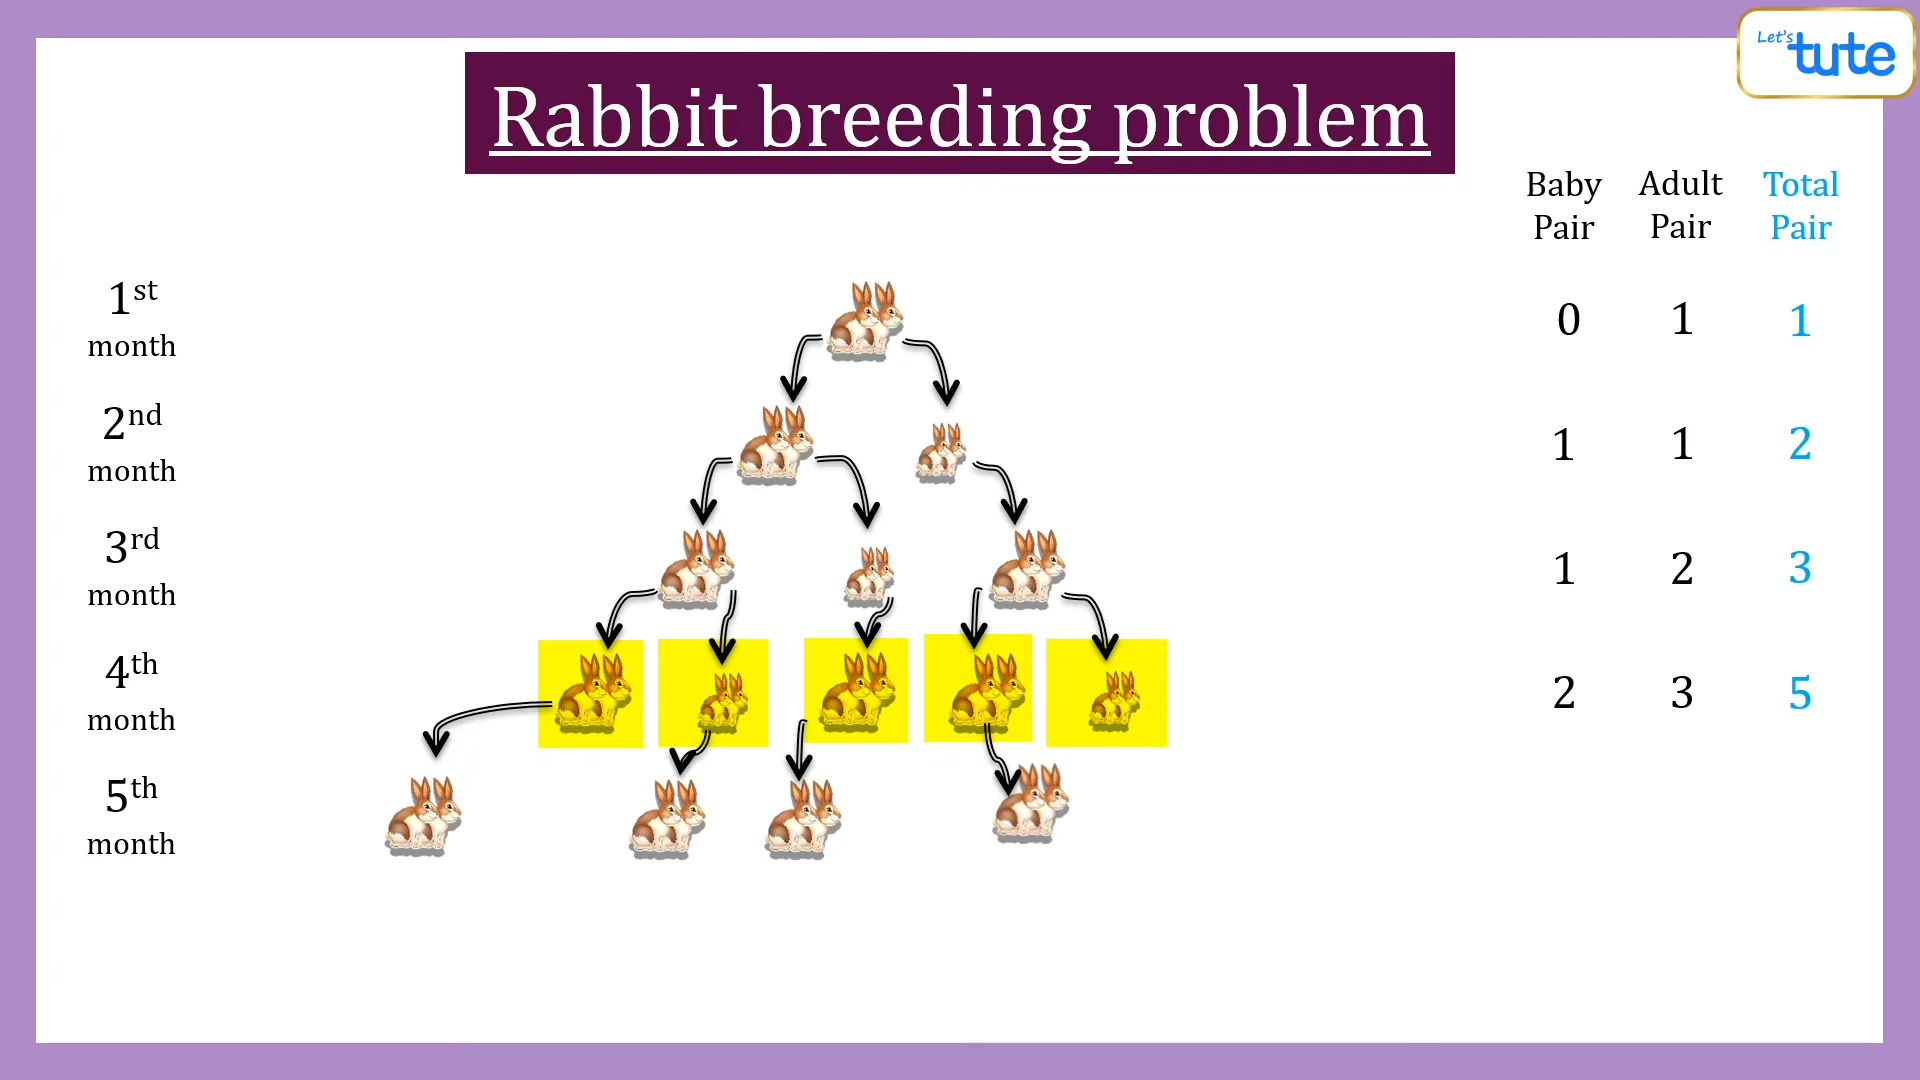 Let's tute
Rabbit breeding problem
Baby Pair
Adult Pair
Total Pair
1st month
0 1 1
2nd month
1 1 2
3rd month
1 2 3
4th month
2 3 5
5th month